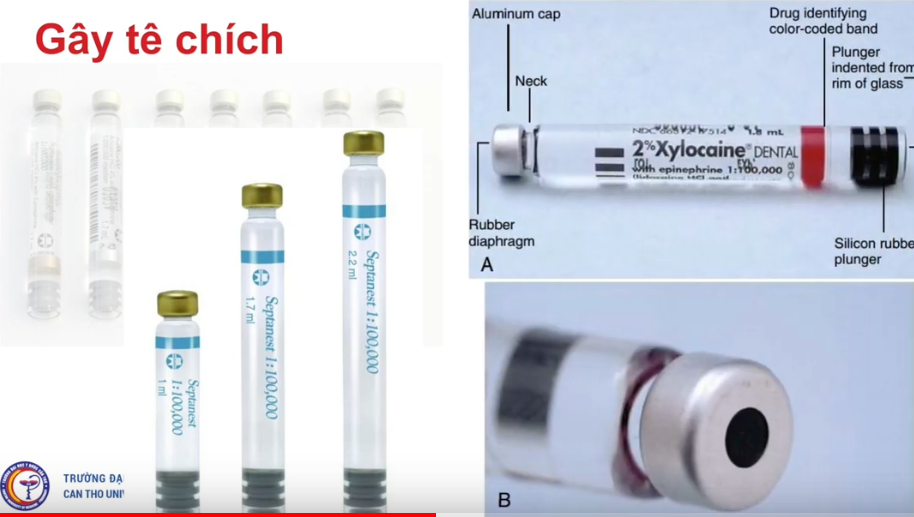 Gây tê chích
Septanest
1:100,000
1 ml
Septanest 1:100,000
1.7 ml
Septanest 1:100,000
2.2 ml
TRƯỜNG ĐẠ
CAN THO UNI
Aluminum cap
Neck
Drug identifying
color-coded band
Plunger
indented from
rim of glass
1.8 mL
2% Xylocaine® DENTAL
with epinephrine 1:100,000
Rubber
diaphragm
Silicon rubbe
plunger
A
B